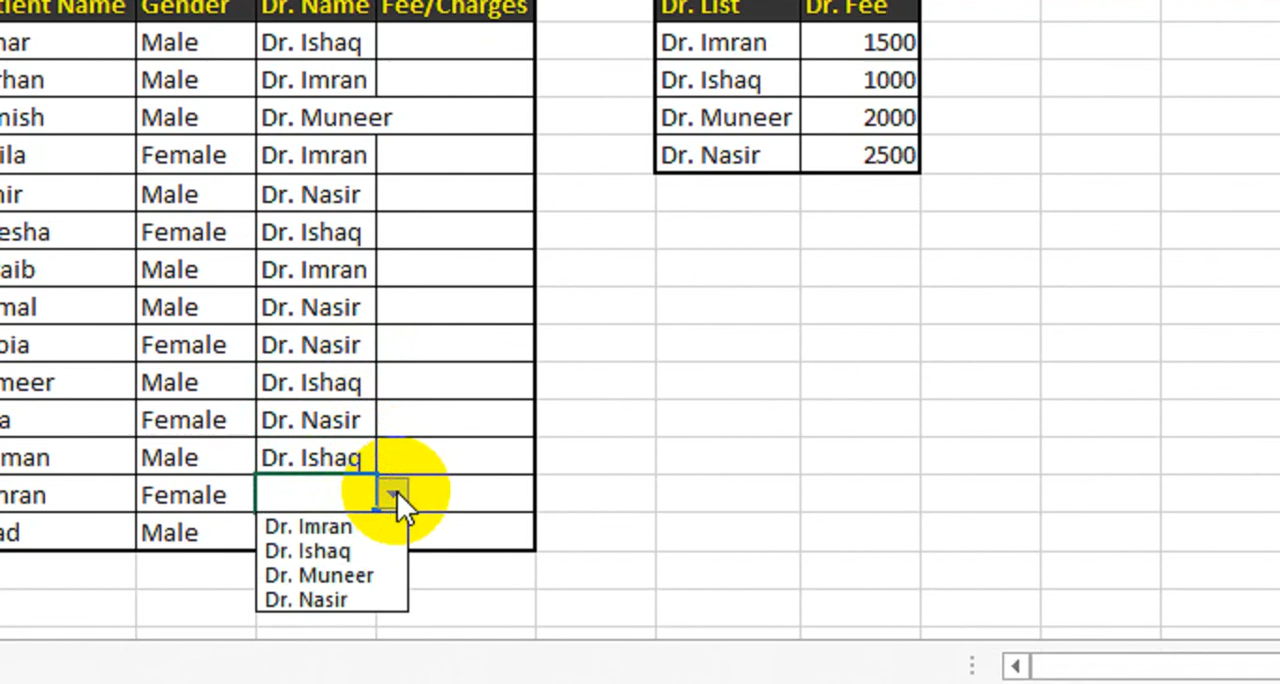 tient Name Gender Dr. Name Fee/Charges Dr. List Dr. Fee
nar Male Dr. Ishaq Dr. Imran 1500
rhan Male Dr. Imran Dr. Ishaq 1000
nish Male Dr. Muneer Dr. Muneer 2000
ila Female Dr. Imran Dr. Nasir 2500
nir Male Dr. Nasir
esha Female Dr. Ishaq
aib Male Dr. Imran
mal Male Dr. Nasir
bia Female Dr. Nasir
meer Male Dr. Ishaq
a Female Dr. Nasir
man Male Dr. Ishaq
nran Female
ad Male
Dr. Imran
Dr. Ishaq
Dr. Muneer
Dr. Nasir